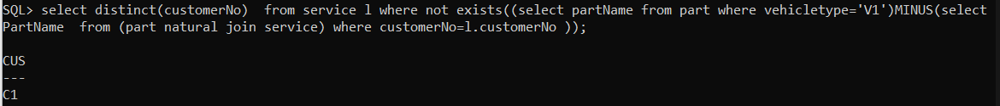 SQL> select distinct(customerNo)  from service l where not exists((select partName from part where vehicletype='V1')MINUS(select
PartName  from (part natural join service) where customerNo=l.customerNo ));
CUS
---
C1